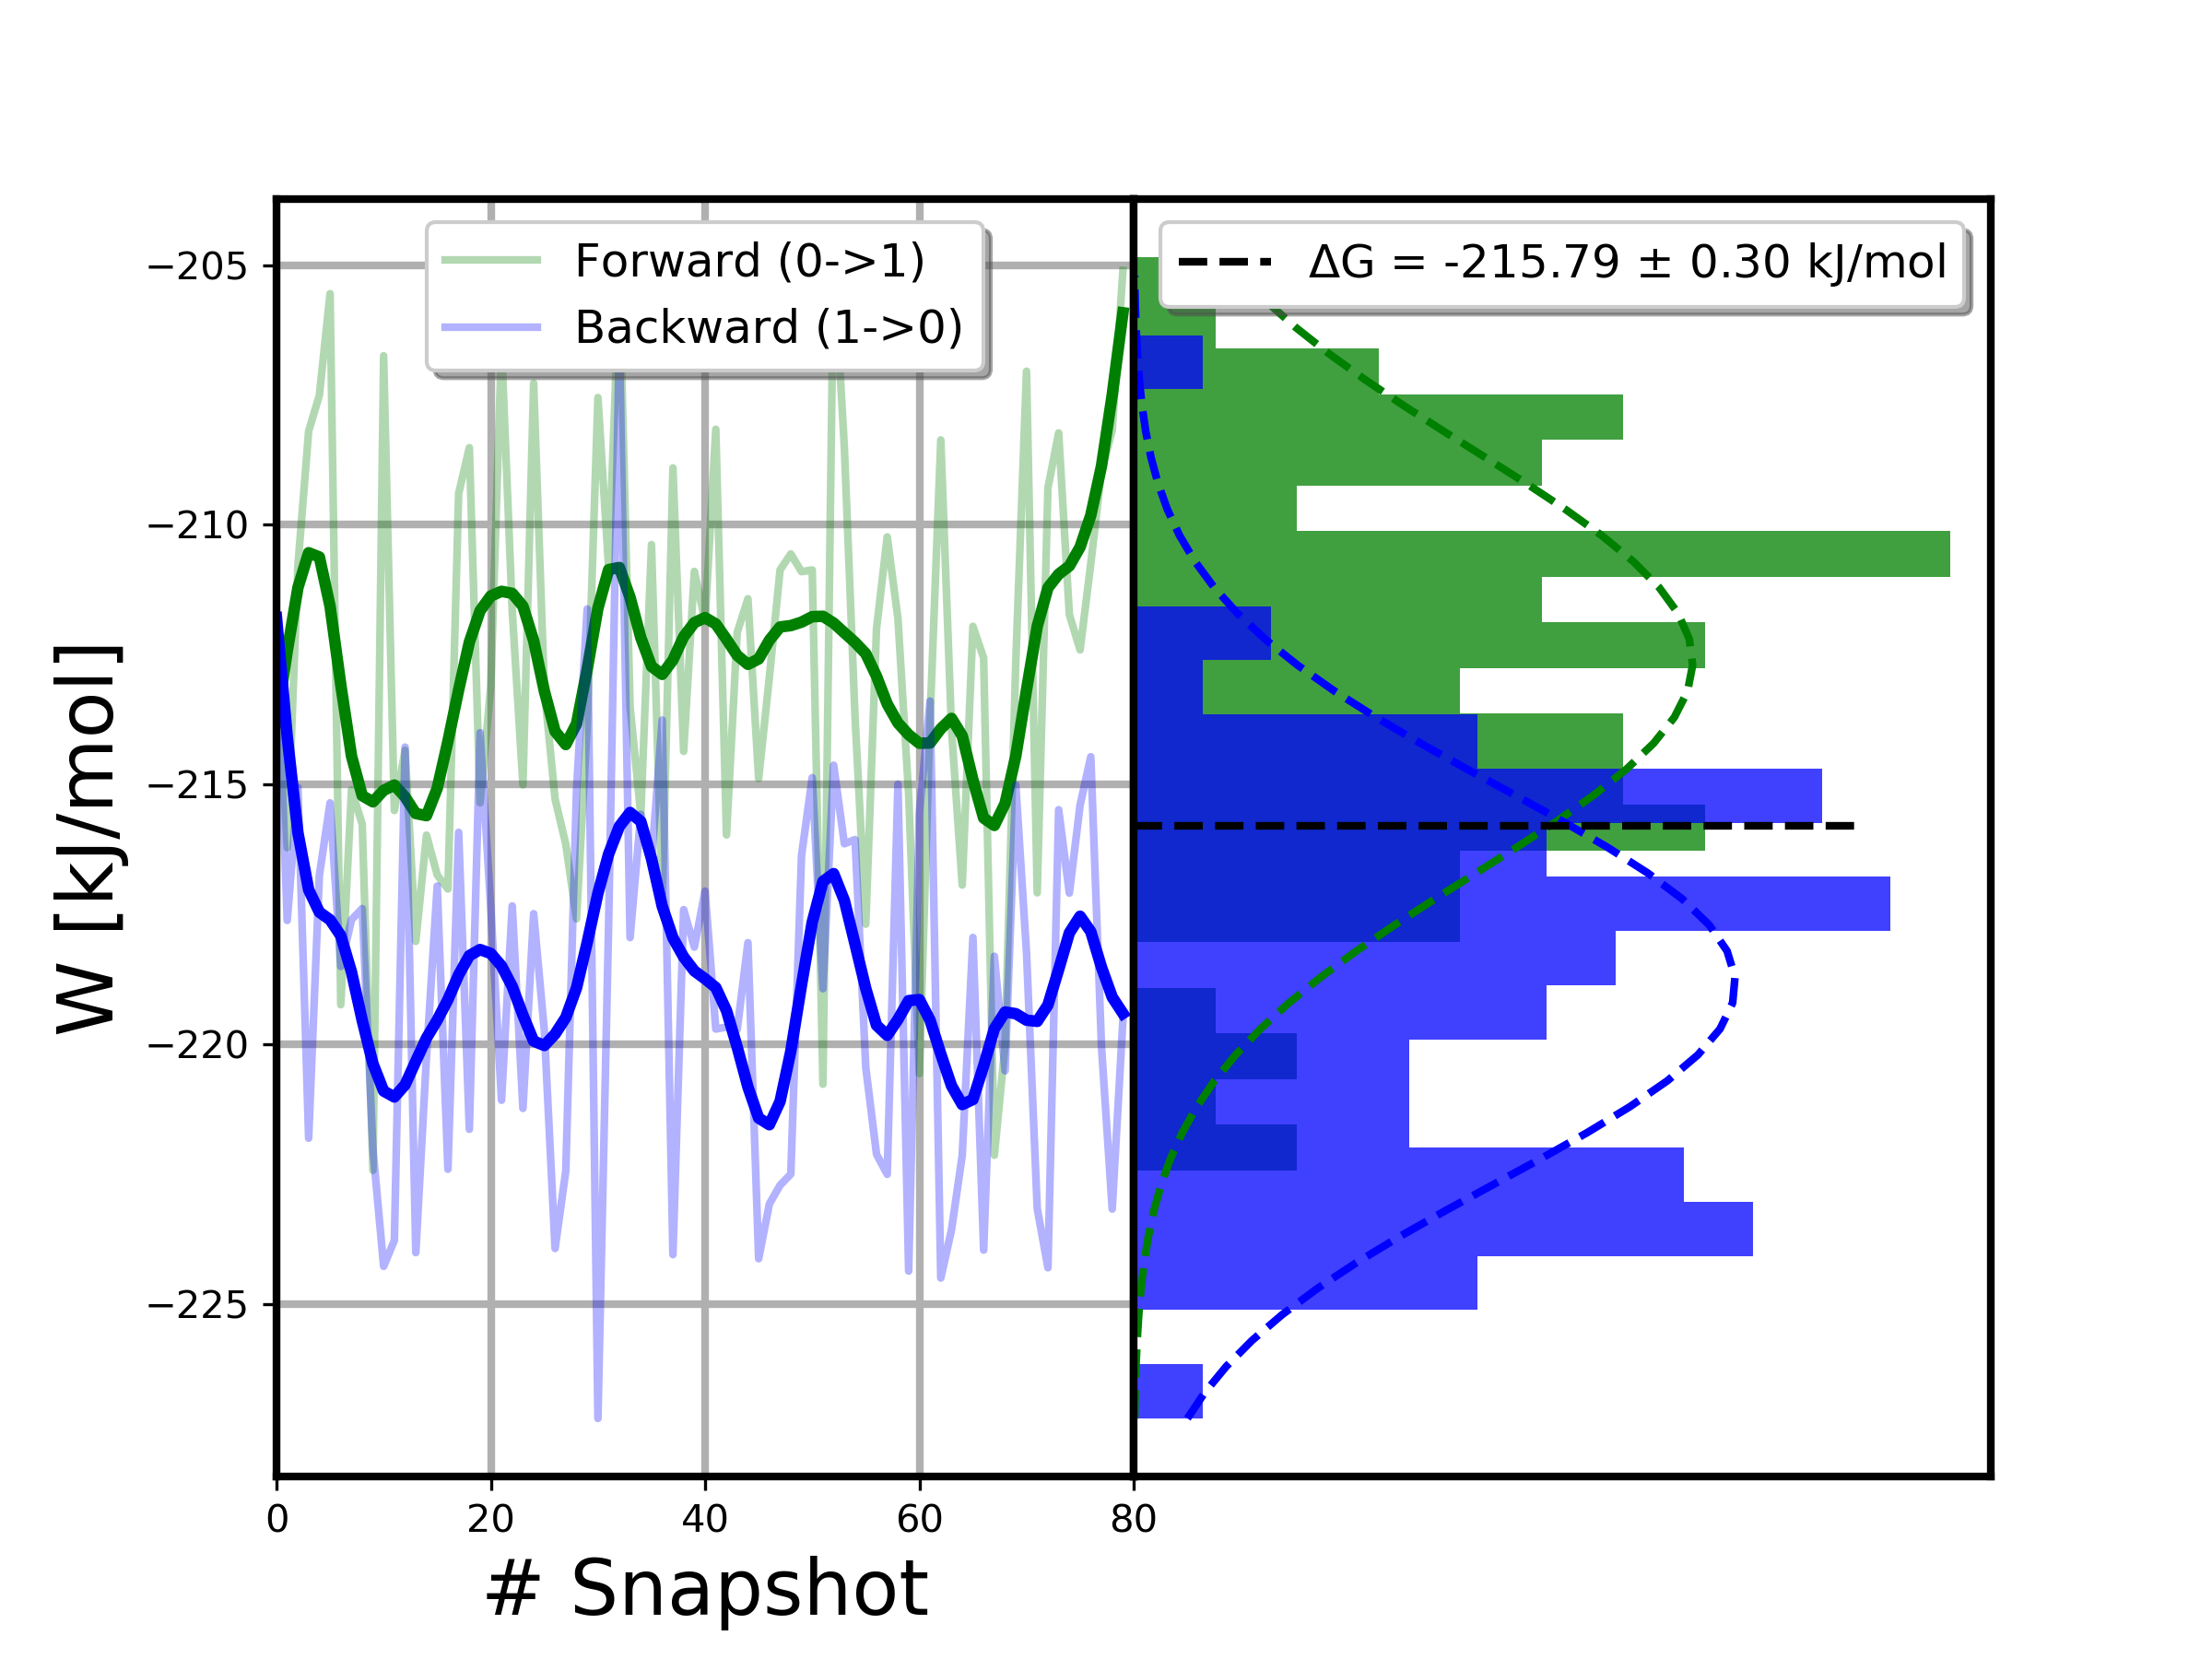 Forward (0->1)
Backward (1->0)
ΔG = -215.79 ± 0.30 kJ/mol
W [kJ/mol]
−205
−210
−215
−220
−225
0 20 40 60 80
# Snapshot